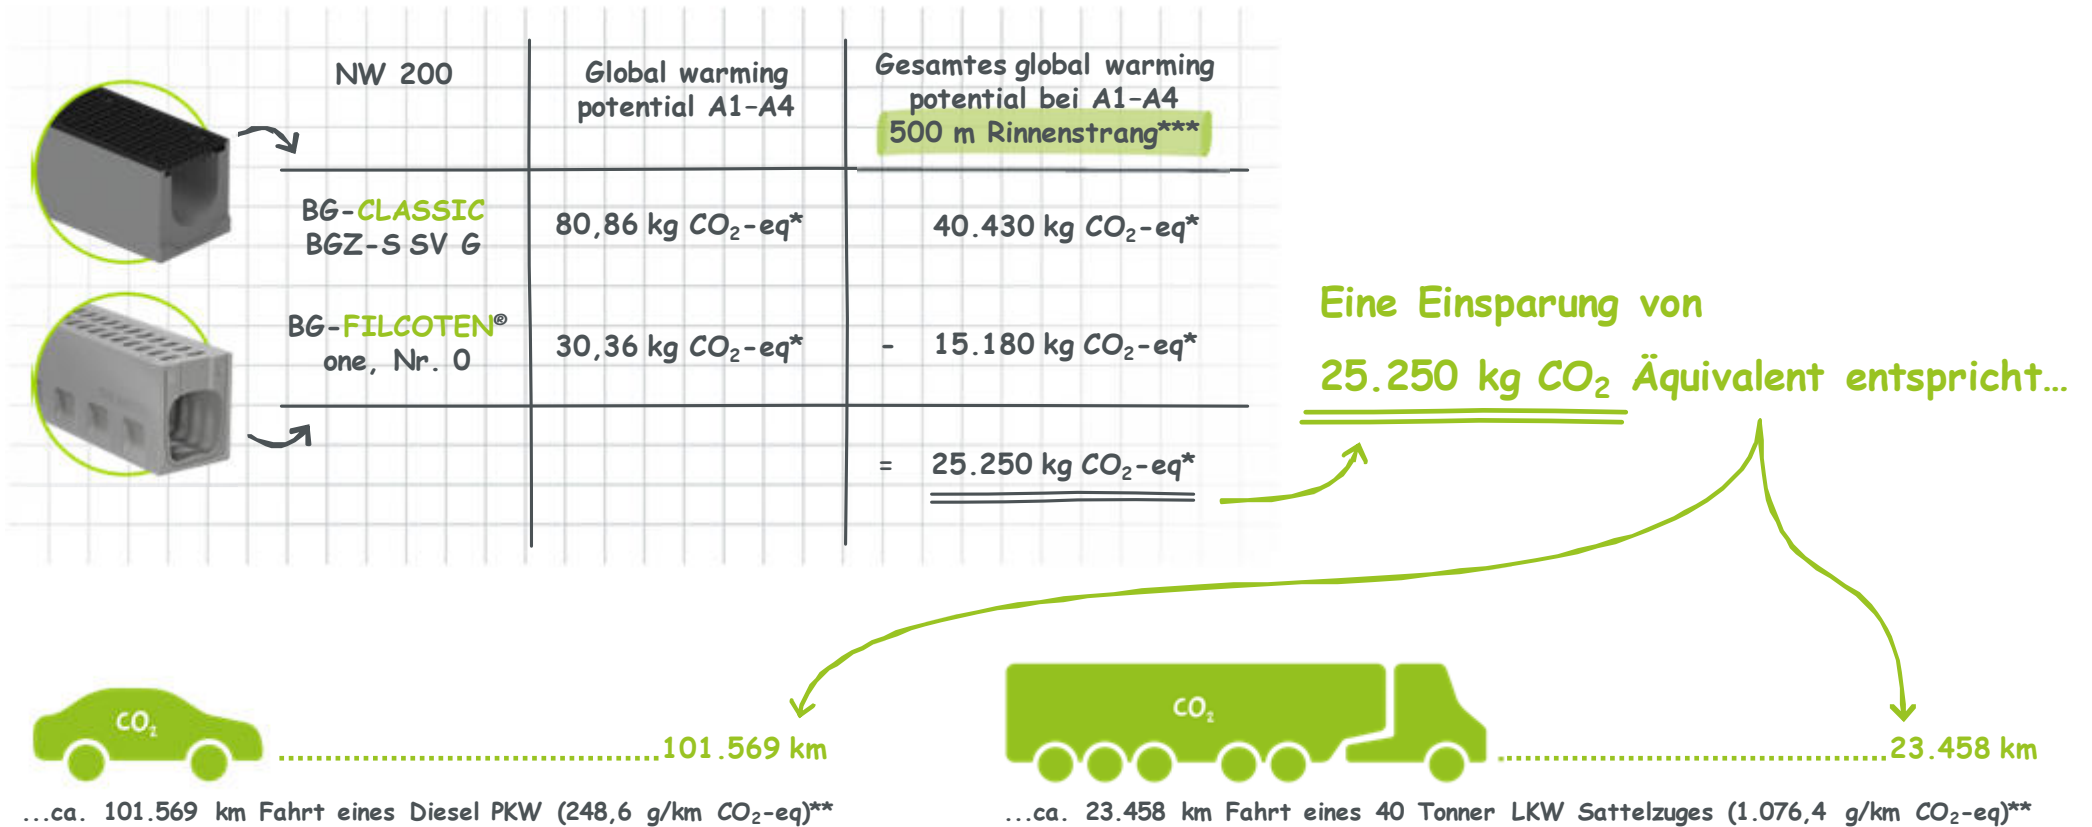 NW 200
Global warming
potential A1-A4
Gesamtes global warming
potential bei A1-A4
500 m Rinnenstrang***
BG-CLASSIC
BGZ-S SV G
80,86 kg CO₂-eq*
40.430 kg CO₂-eq*
BG-FILCOTEN®
one, Nr. 0
30,36 kg CO₂-eq*
- 15.180 kg CO₂-eq*
= 25.250 kg CO₂-eq*
Eine Einsparung von
25.250 kg CO₂ Äquivalent entspricht…
CO₂
101.569 km
CO₂
23.458 km
...ca. 101.569 km Fahrt eines Diesel PKW (248,6 g/km CO₂-eq)**
...ca. 23.458 km Fahrt eines 40 Tonner LKW Sattelzuges (1.076,4 g/km CO₂-eq)**